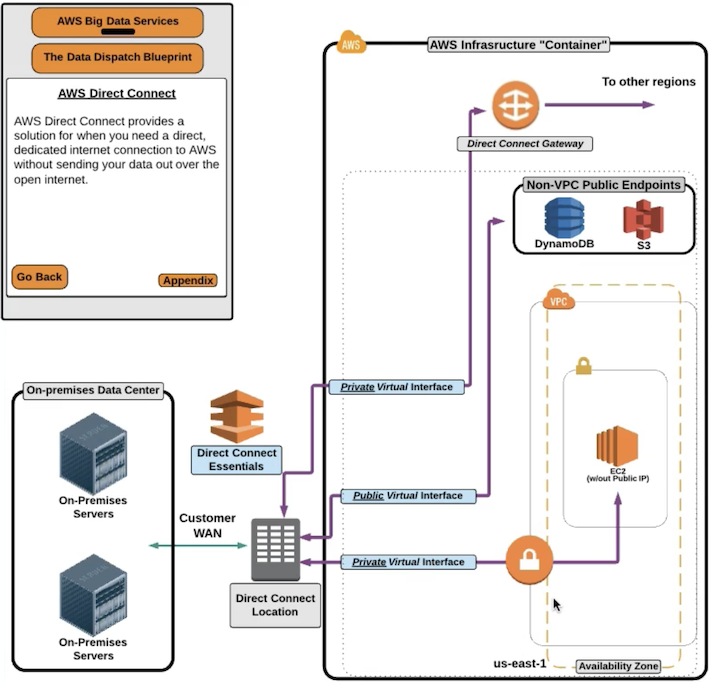 AWS Big Data Services
The Data Dispatch Blueprint
AWS Direct Connect
AWS Direct Connect provides a
solution for when you need a direct,
dedicated internet connection to AWS
without sending your data out over the
open internet.
Go Back
Appendix
AWS
AWS Infrasructure "Container"
To other regions
Direct Connect Gateway
Non-VPC Public Endpoints
DynamoDB
S3
VPC
On-premises Data Center
On-Premises
Servers
On-Premises
Servers
Direct Connect
Essentials
Customer
WAN
Direct Connect
Location
Private Virtual Interface
Public Virtual Interface
Private Virtual Interface
EC2
(w/out Public IP)
us-east-1
Availability Zone